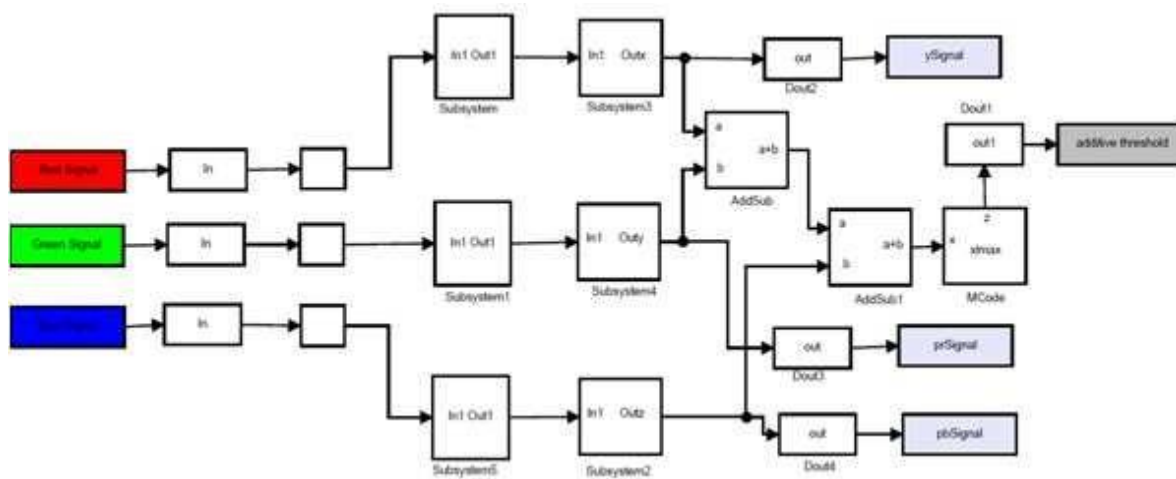 In1 Out1
Subsystem
In1 Outx
Subsystem3
out
Dout2
ySignal
Red Signal
In
a
b
a+b
AddSub
Dout1
out1
additive threshold
Green Signal
In
In1 Out1
Subsystem1
In1 Outy
Subsystem4
a
b
a+b
AddSub1
x
z
xlmax
MCode
In
out
Dout3
prSignal
In1 Out1
Subsystem5
In1 Outz
Subsystem2
out
Dout4
pbSignal